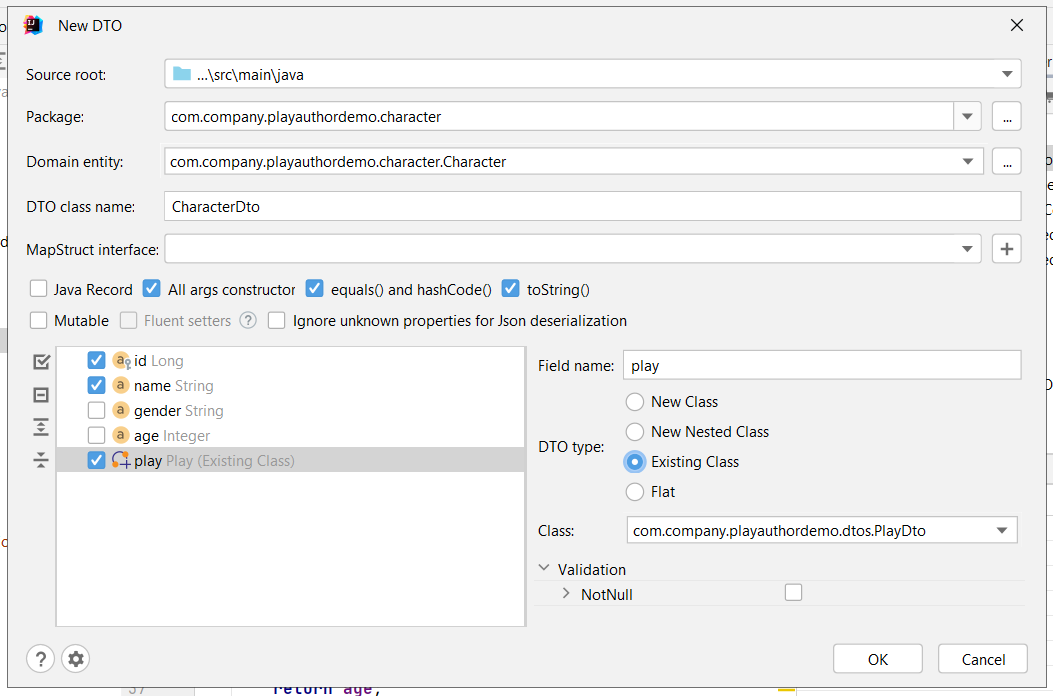 New DTO
Source root: ...\src\main\java
Package: com.company.playauthordemo.character ...
Domain entity: com.company.playauthordemo.character.Character ...
DTO class name: CharacterDto
MapStruct interface:
Java Record All args constructor equals() and hashCode() toString()
Mutable Fluent setters ? Ignore unknown properties for Json deserialization
a id Long
a name String
a gender String
a age Integer
play Play (Existing Class)
Field name: play
DTO type:
New Class
New Nested Class
Existing Class
Flat
Class: com.company.playauthordemo.dtos.PlayDto
Validation
NotNull
? OK Cancel
37 return age;